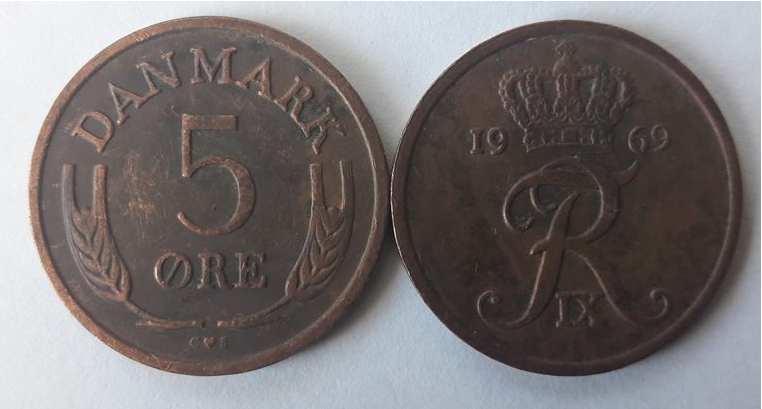 DANMARK
5
ØRE
C♥S
19 69
R
IX